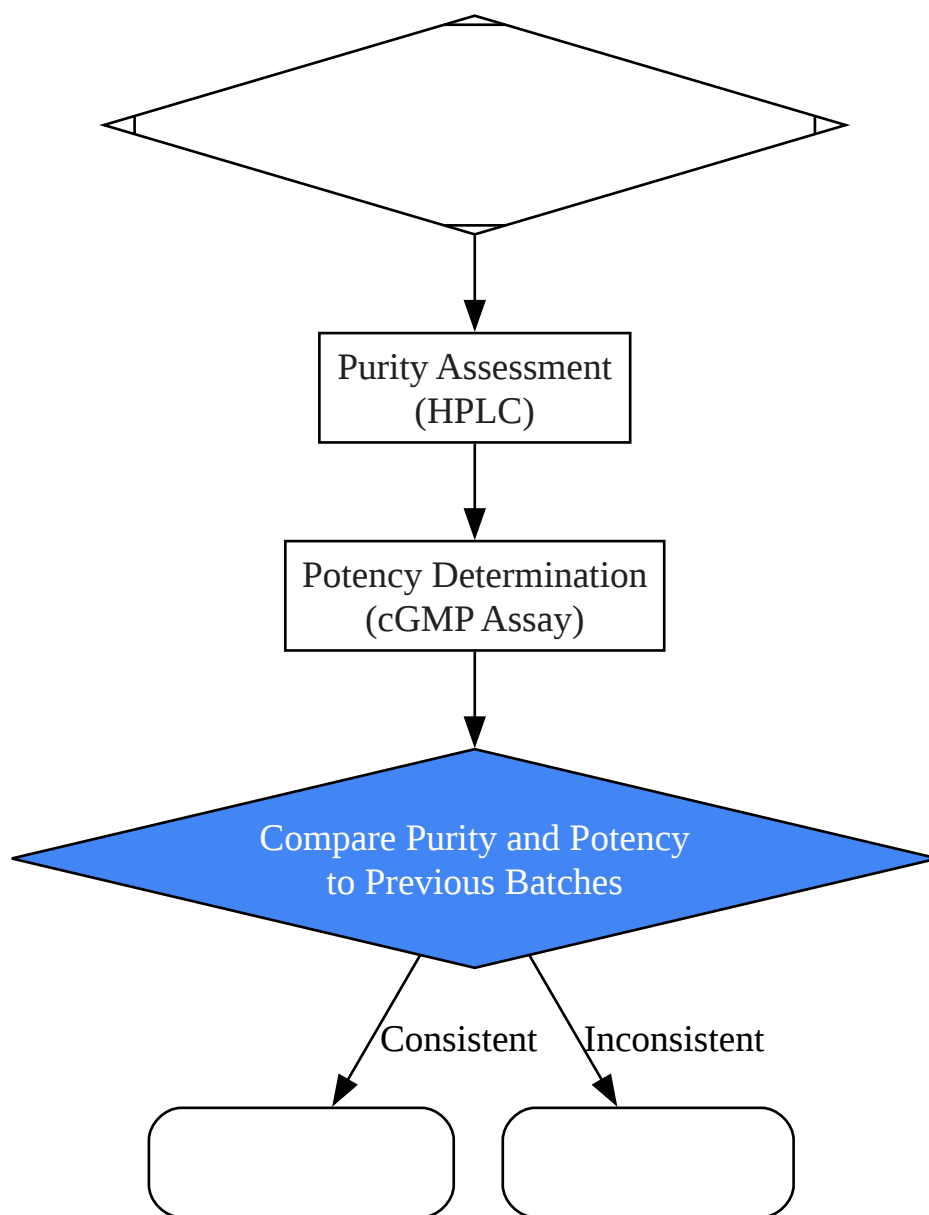 Purity Assessment
(HPLC)
Potency Determination
(cGMP Assay)
Compare Purity and Potency
to Previous Batches
Consistent
Inconsistent